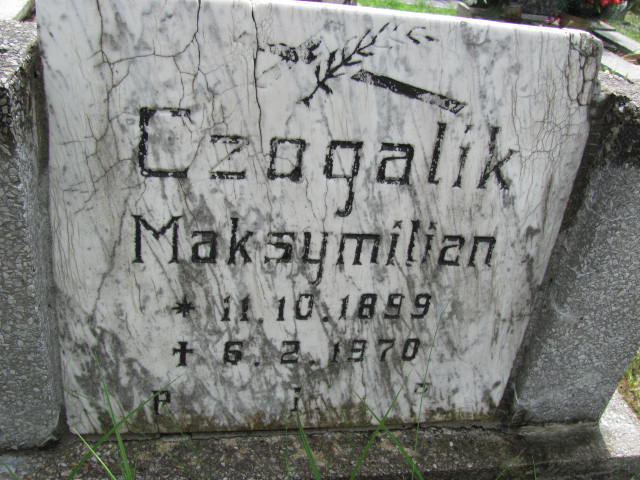 Czogalik
Maksymilian
* 11.10.1899
✝ 6.2.1970
P i